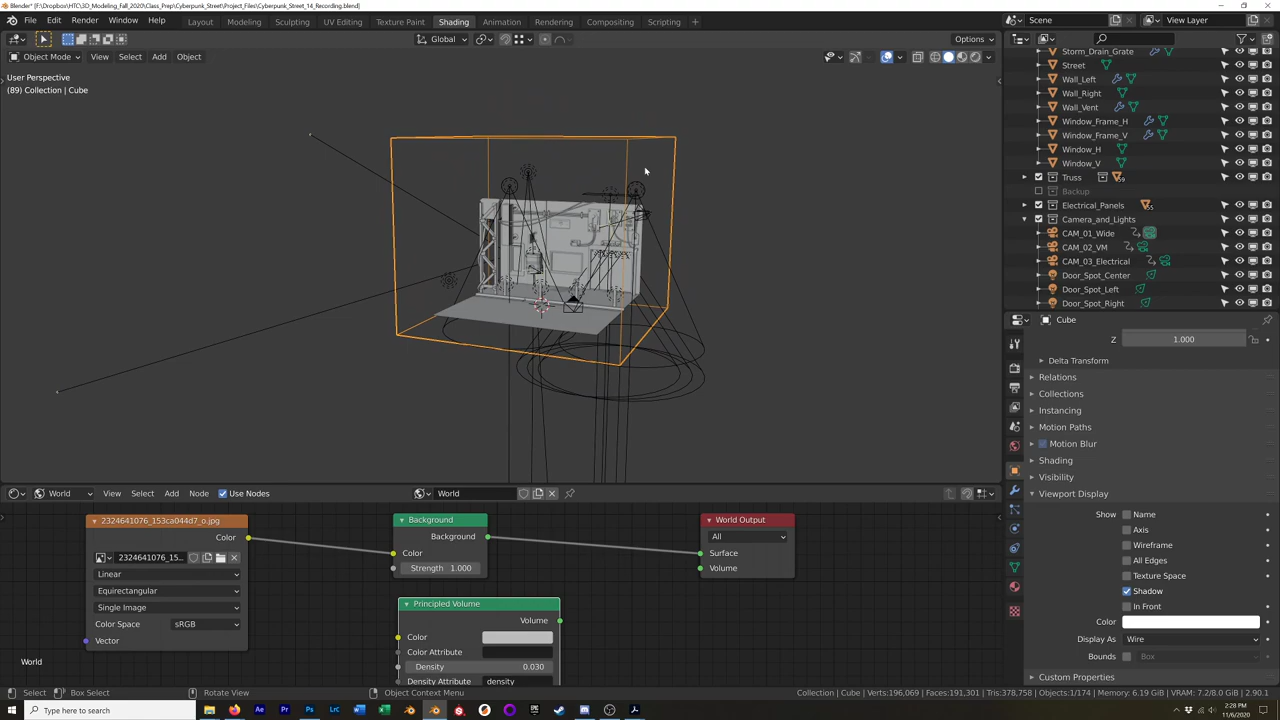 Blender* [F:\Dropbox\HTC\3D_Modeling_Fall_2020\Class_Prep\Cyberpunk_Street\Project_Files\Cyberpunk_Street_14_Recording.blend]
File Edit Render Window Help
Layout Modeling Sculpting UV Editing Texture Paint Shading Animation Rendering Compositing Scripting +
Scene View Layer
Global Options
Object Mode View Select Add Object
User Perspective
(89) Collection | Cube
Storm_Drain_Grate
Street
Wall_Left
Wall_Right
Wall_Vent
Window_Frame_H
Window_Frame_V
Window_H
Window_V
Truss
Backup
Electrical_Panels
Camera_and_Lights
CAM_01_Wide
CAM_02_VM
CAM_03_Electrical
Door_Spot_Center
Door_Spot_Left
Door_Spot_Right
Cube
Z 1.000
Delta Transform
Relations
Collections
Instancing
Motion Paths
Motion Blur
Shading
Visibility
Viewport Display
Show Name
Axis
Wireframe
All Edges
Texture Space
Shadow
In Front
Color
Display As Wire
Bounds Box
Custom Properties
World View Select Add Node Use Nodes World
2324641076_153ca044d7_o.jpg
Color
2324641076_15...
Linear
Equirectangular
Single Image
Color Space sRGB
Vector
Background
Background
Color
Strength 1.000
Principled Volume
Volume
Color
Color Attribute
Density 0.030
Density Attribute density
World Output
All
Surface
Volume
World
Select Box Select Rotate View Object Context Menu
Collection | Cube | Verts:196,069 | Faces:191,301 | Tris:378,758 | Objects:1/174 | Memory: 6.19 GiB | VRAM: 7.2/8.0 GiB | 2.90.1
Type here to search
2:28 PM
11/6/2020